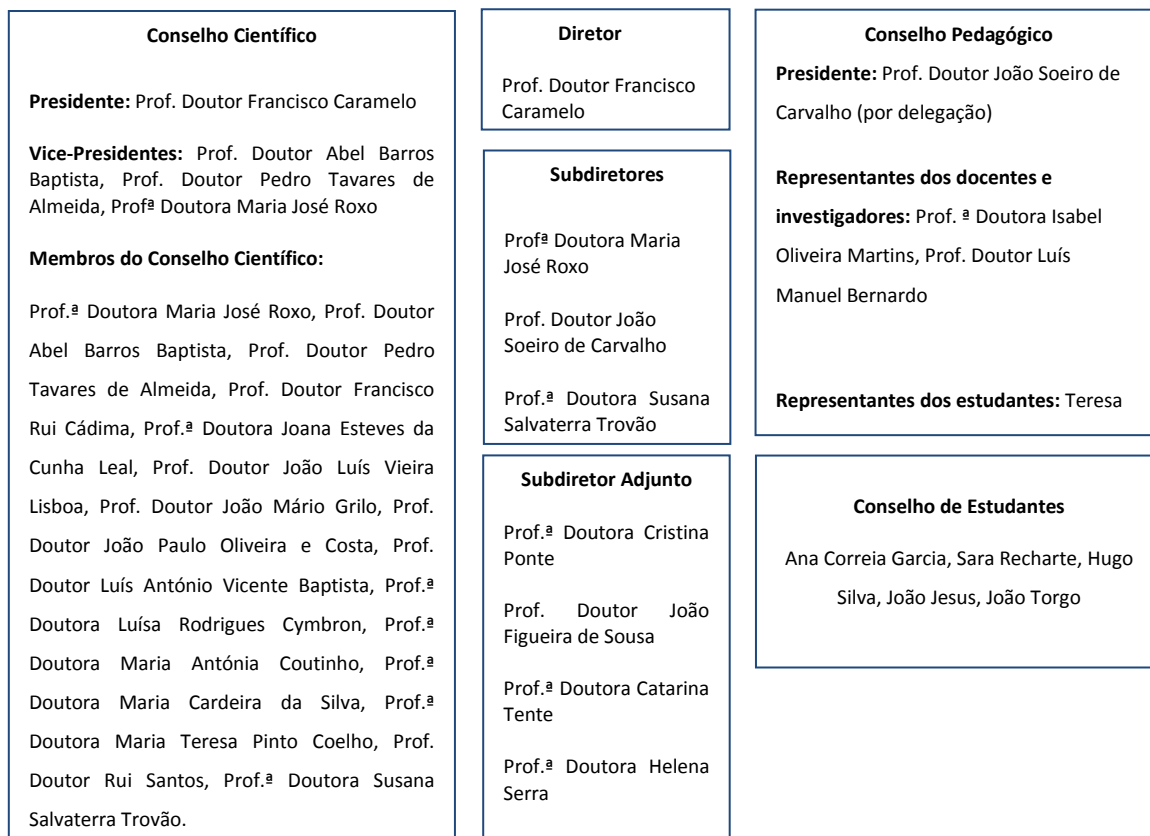 Conselho Científico
Presidente: Prof. Doutor Francisco Caramelo
Vice-Presidentes: Prof. Doutor Abel Barros
Baptista, Prof. Doutor Pedro Tavares de
Almeida, Profª Doutora Maria José Roxo
Membros do Conselho Científico:
Prof.ª Doutora Maria José Roxo, Prof. Doutor
Abel Barros Baptista, Prof. Doutor Pedro
Tavares de Almeida, Prof. Doutor Francisco
Rui Cádima, Prof.ª Doutora Joana Esteves da
Cunha Leal, Prof. Doutor João Luís Vieira
Lisboa, Prof. Doutor João Mário Grilo, Prof.
Doutor João Paulo Oliveira e Costa, Prof.
Doutor Luís António Vicente Baptista, Prof.ª
Doutora Luísa Rodrigues Cymbron, Prof.ª
Doutora Maria Antónia Coutinho, Prof.ª
Doutora Maria Cardeira da Silva, Prof.ª
Doutora Maria Teresa Pinto Coelho, Prof.
Doutor Rui Santos, Prof.ª Doutora Susana
Salvaterra Trovão.
Diretor
Prof. Doutor Francisco
Caramelo
Subdiretores
Profª Doutora Maria
José Roxo
Prof. Doutor João
Soeiro de Carvalho
Prof.ª Doutora Susana
Salvaterra Trovão
Subdiretor Adjunto
Prof.ª Doutora Cristina
Ponte
Prof. Doutor João
Figueira de Sousa
Prof.ª Doutora Catarina
Tente
Prof.ª Doutora Helena
Serra
Conselho Pedagógico
Presidente: Prof. Doutor João Soeiro de
Carvalho (por delegação)
Representantes dos docentes e
investigadores: Prof. ª Doutora Isabel
Oliveira Martins, Prof. Doutor Luís
Manuel Bernardo
Representantes dos estudantes: Teresa
Conselho de Estudantes
Ana Correia Garcia, Sara Recharte, Hugo
Silva, João Jesus, João Torgo